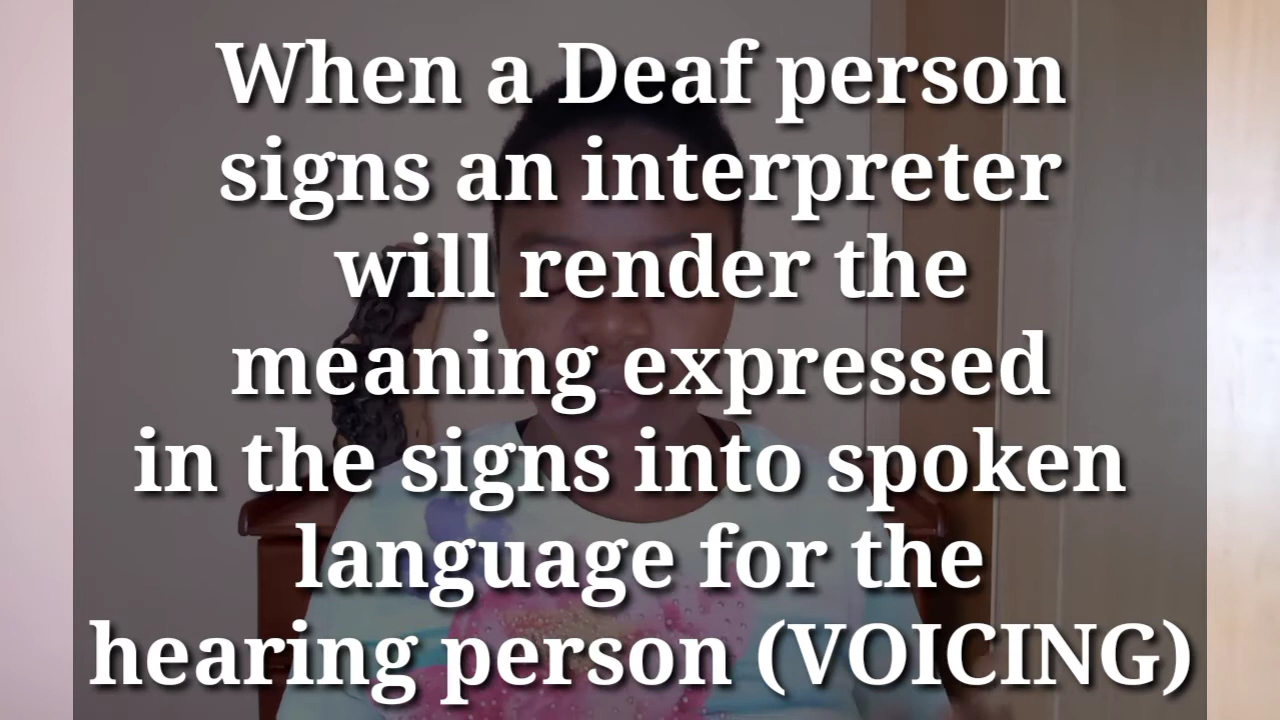 When a Deaf person
signs an interpreter
will render the
meaning expressed
in the signs into spoken
language for the
hearing person (VOICING)